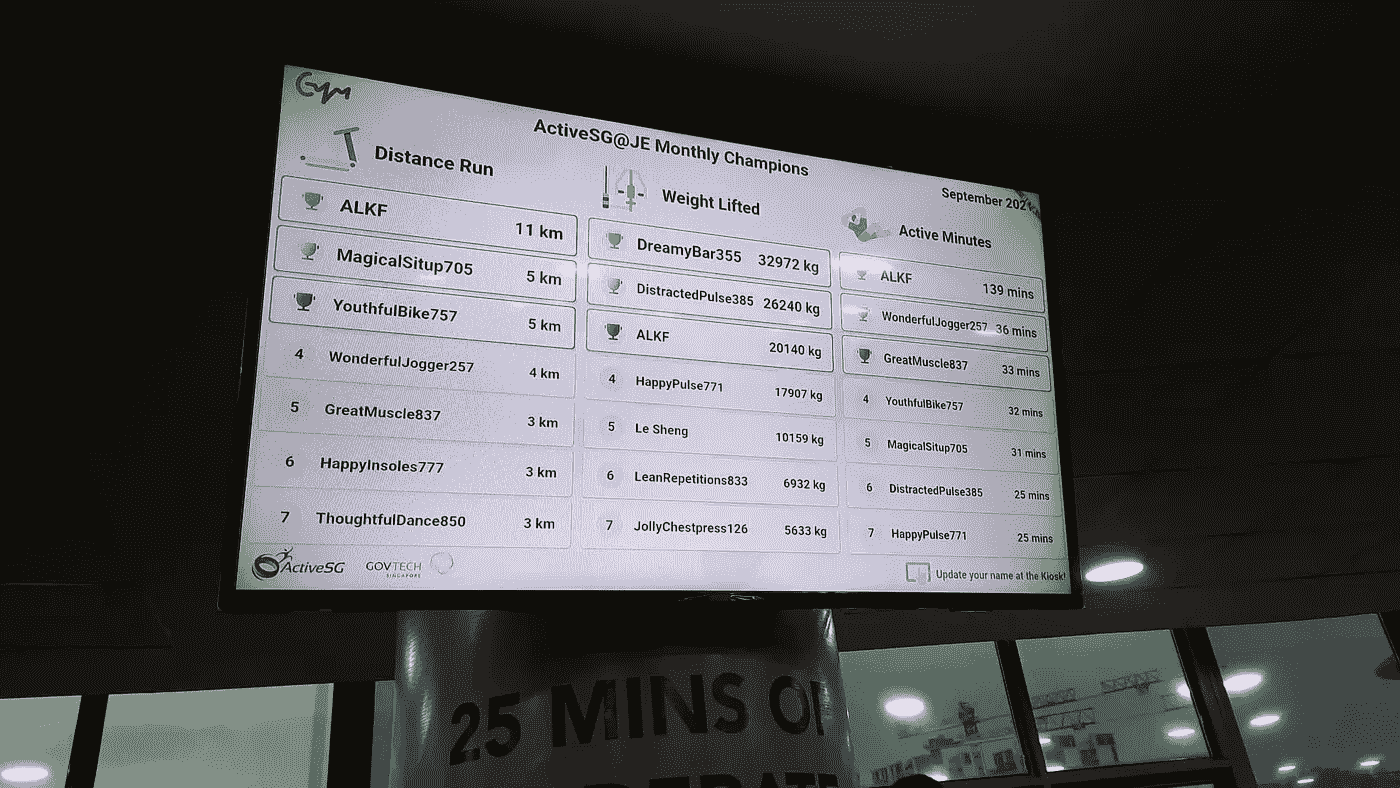 Gym
ActiveSG@JE Monthly Champions
September 202
Distance Run
ALKF 11 km
MagicalSitup705 5 km
YouthfulBike757 5 km
4 WonderfulJogger257 4 km
5 GreatMuscle837 3 km
6 HappyInsoles777 3 km
7 ThoughtfulDance850 3 km
Weight Lifted
DreamyBar355 32972 kg
DistractedPulse385 26240 kg
ALKF 20140 kg
4 HappyPulse771 17907 kg
5 Le Sheng 10159 kg
6 LeanRepetitions833 6932 kg
7 JollyChestpress126 5633 kg
Active Minutes
ALKF 139 mins
WonderfulJogger257 36 mins
GreatMuscle837 33 mins
4 YouthfulBike757 32 mins
5 MagicalSitup705 31 mins
6 DistractedPulse385 25 mins
7 HappyPulse771 25 mins
ActiveSG
GOVTECH
SINGAPORE
Update your name at the Kiosk!
25 MINS